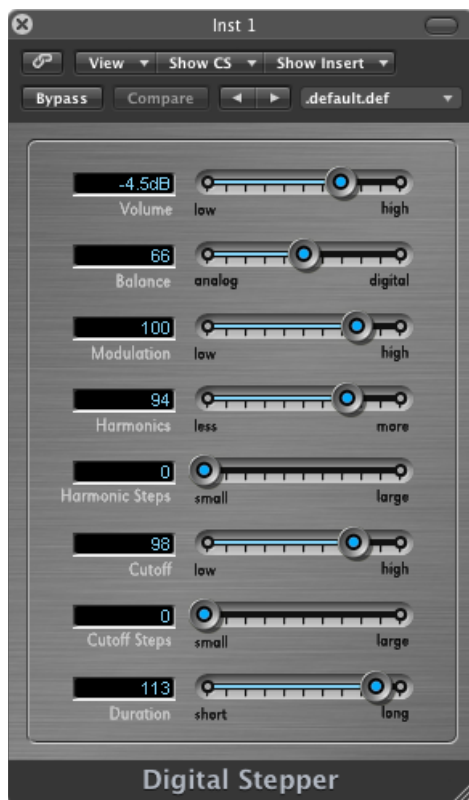 Inst 1
View Show CS Show Insert
Bypass Compare .default.def
-4.5dB
Volume low high
66
Balance analog digital
100
Modulation low high
94
Harmonics less more
0
Harmonic Steps small large
98
Cutoff low high
0
Cutoff Steps small large
113
Duration short long
Digital Stepper